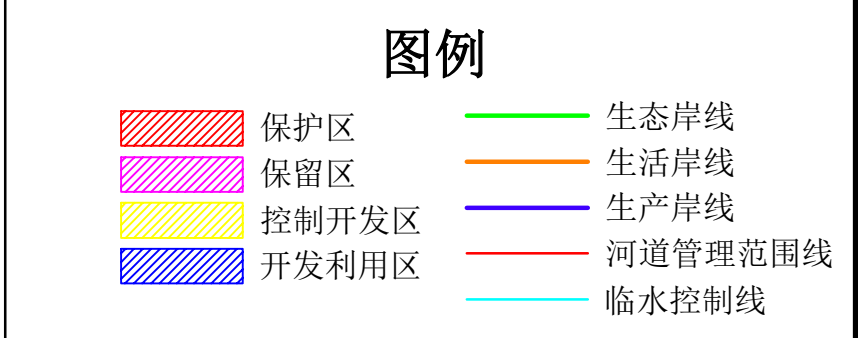 图例
保护区
保留区
控制开发区
开发利用区
生态岸线
生活岸线
生产岸线
河道管理范围线
临水控制线